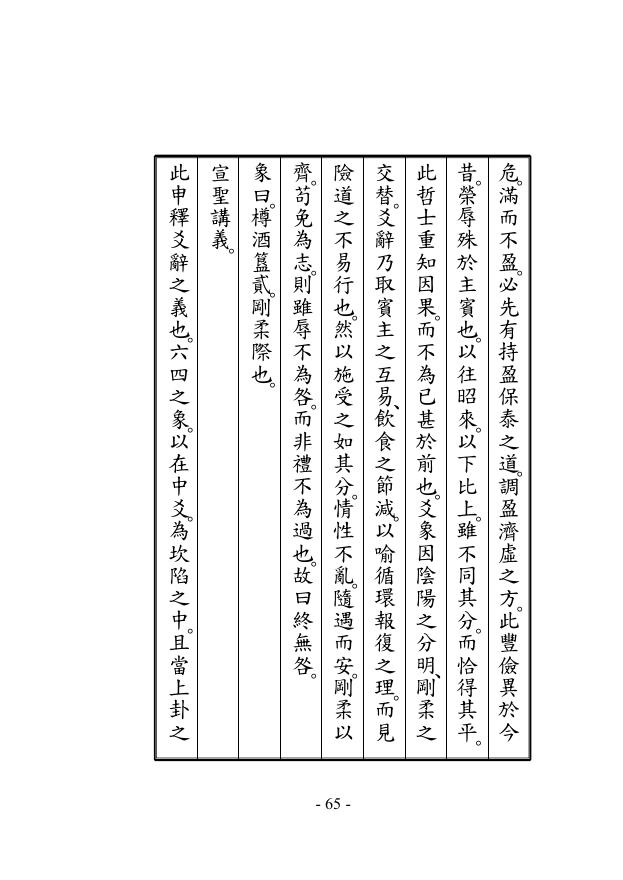 危。滿而不盈。必先有持盈保泰之道。調盈濟虛之方。此豐儉異於今
昔。榮辱殊於主賓也。以往昭來。以下比上。雖不同其分。而恰得其平。
此哲士重知因果。而不為已甚於前也。爻象因陰陽之分明、剛柔之
交替。爻辭乃取賓主之互易、飲食之節減。以喻循環報復之理。而見
險道之不易行也。然以施受之如其分。情性不亂。隨遇而安。剛柔以
齊。苟免為志。則雖辱不為咎。而非禮不為過也。故曰終無咎。
象曰。樽酒簋貳。剛柔際也。
宣聖講義。
此申釋爻辭之義也。六四之象。以在中爻。為坎陷之中。且當上卦之
- 65 -